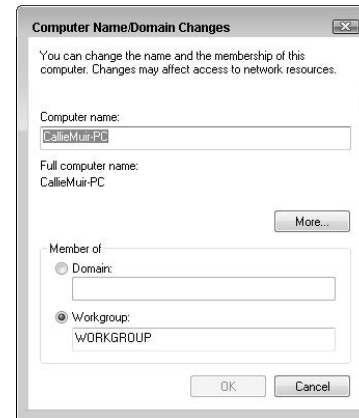 Computer Name/Domain Changes
You can change the name and the membership of this
computer. Changes may affect access to network resources.
Computer name:
CallieMuir-PC
Full computer name:
CallieMuir-PC
More...
Member of
Domain:
Workgroup:
WORKGROUP
OK
Cancel